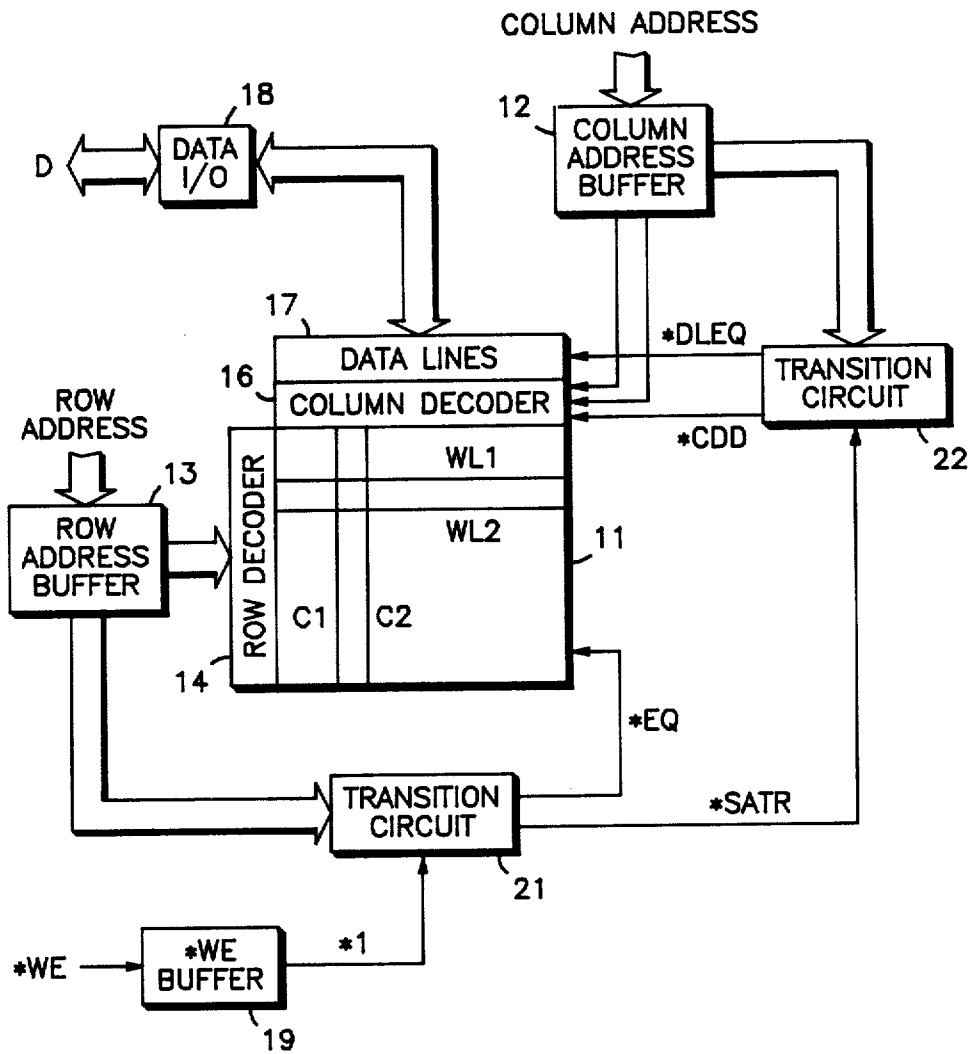 COLUMN ADDRESS
18
12
D
DATA
I/O
COLUMN
ADDRESS
BUFFER
17
*DLEQ
DATA LINES
16
COLUMN DECODER
TRANSITION
CIRCUIT
*CDD
22
ROW
ADDRESS
13
ROW
ADDRESS
BUFFER
ROW DECODER
WL1
WL2
11
C1
C2
14
*EQ
TRANSITION
CIRCUIT
*SATR
21
*WE
*WE
BUFFER
*1
19